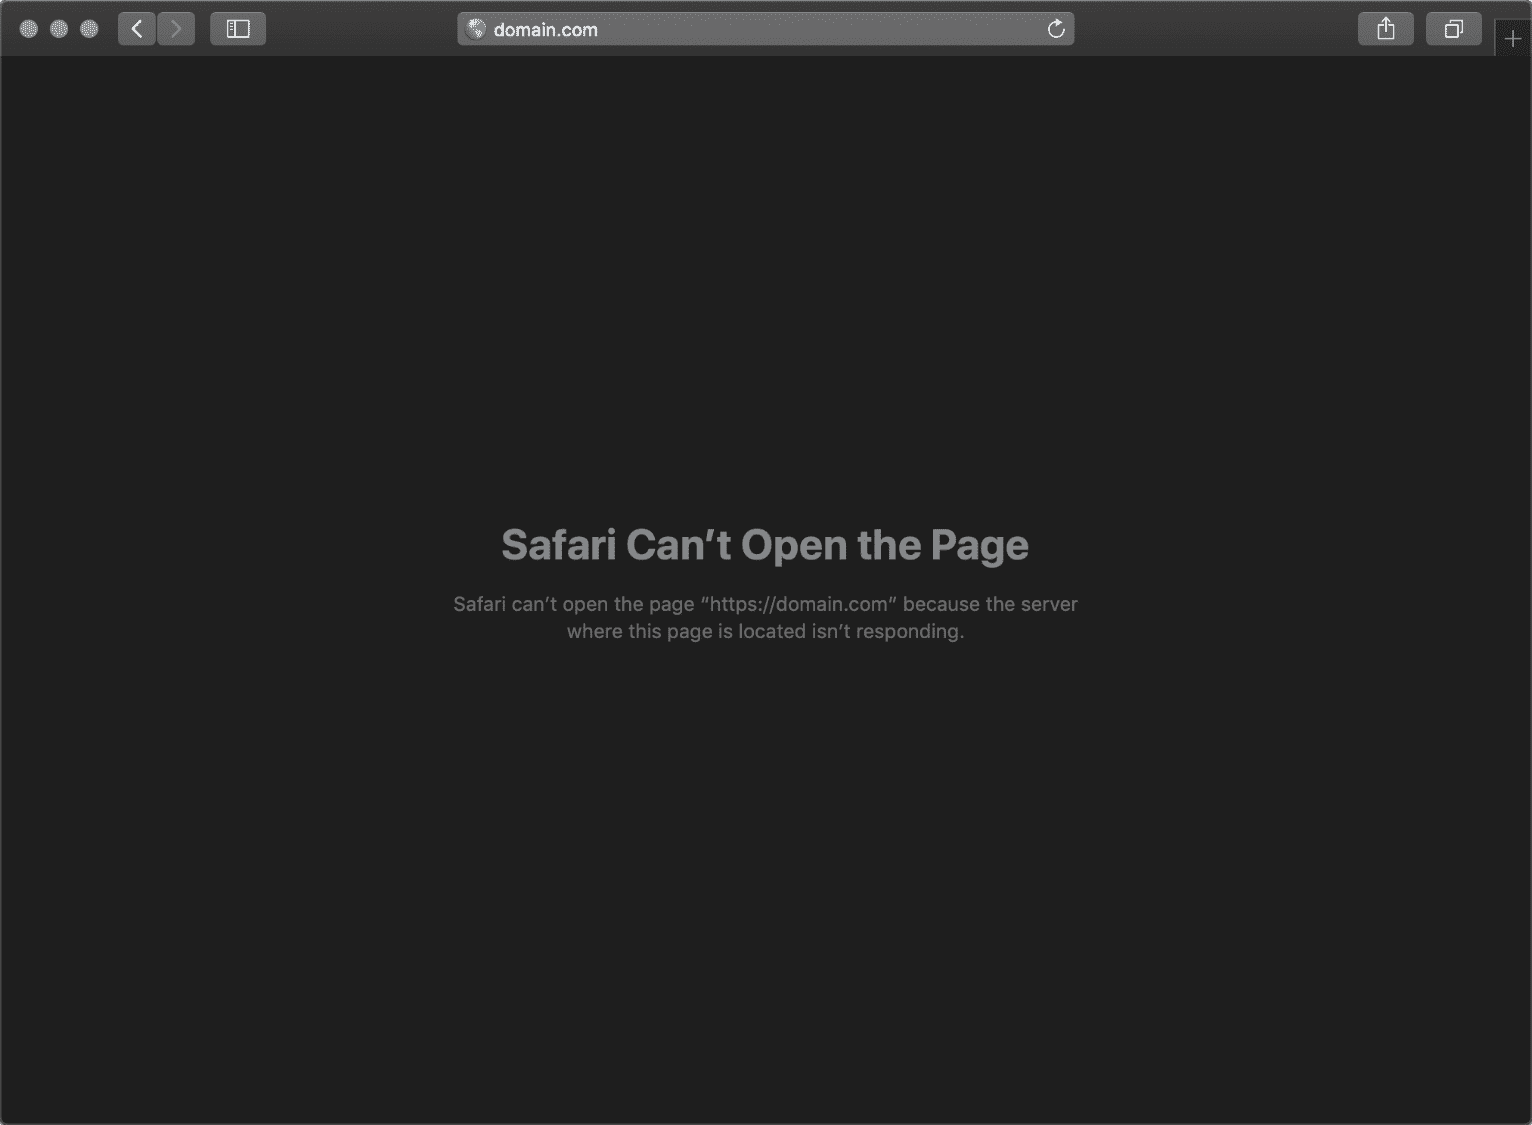 domain.com
Safari Can’t Open the Page
Safari can’t open the page “https://domain.com” because the server
where this page is located isn’t responding.